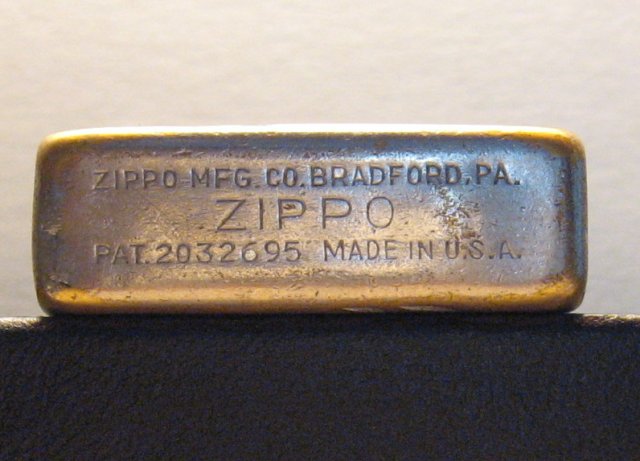 ZIPPO MFG. CO. BRADFORD, PA.
ZIPPO
PAT. 2032695 MADE IN U.S.A.